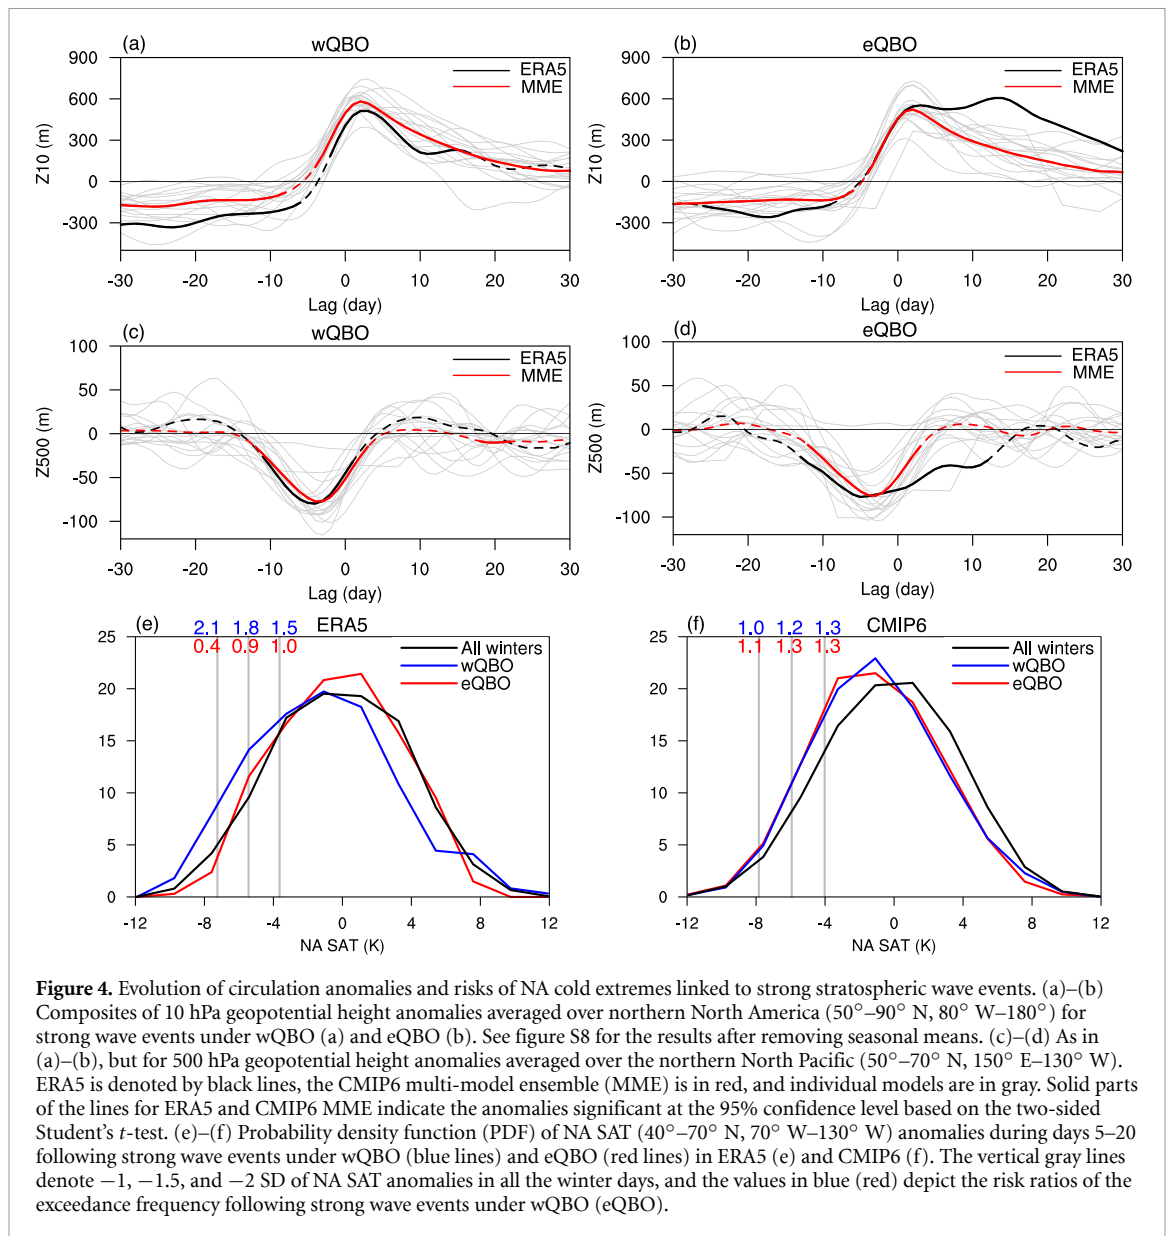 (a) wQBO
900
600
300
0
-300
Z10 (m)
ERA5
MME
-30 -20 -10 0 10 20 30
Lag (day)
(b) eQBO
900
600
300
0
-300
Z10 (m)
ERA5
MME
-30 -20 -10 0 10 20 30
Lag (day)
(c) wQBO
100
50
0
-50
-100
Z500 (m)
ERA5
MME
-30 -20 -10 0 10 20 30
Lag (day)
(d) eQBO
100
50
0
-50
-100
Z500 (m)
ERA5
MME
-30 -20 -10 0 10 20 30
Lag (day)
(e) ERA5
2.1 1.8 1.5
0.4 0.9 1.0
25
20
15
10
5
0
All winters
wQBO
eQBO
-12 -8 -4 0 4 8 12
NA SAT (K)
(f) CMIP6
1.0 1.2 1.3
1.1 1.3 1.3
25
20
15
10
5
0
All winters
wQBO
eQBO
-12 -8 -4 0 4 8 12
NA SAT (K)
Figure 4. Evolution of circulation anomalies and risks of NA cold extremes linked to strong stratospheric wave events. (a)–(b)
Composites of 10 hPa geopotential height anomalies averaged over northern North America (50°–90° N, 80° W–180°) for
strong wave events under wQBO (a) and eQBO (b). See figure S8 for the results after removing seasonal means. (c)–(d) As in
(a)–(b), but for 500 hPa geopotential height anomalies averaged over the northern North Pacific (50°–70° N, 150° E–130° W).
ERA5 is denoted by black lines, the CMIP6 multi-model ensemble (MME) is in red, and individual models are in gray. Solid parts
of the lines for ERA5 and CMIP6 MME indicate the anomalies significant at the 95% confidence level based on the two-sided
Student's t-test. (e)–(f) Probability density function (PDF) of NA SAT (40°–70° N, 70° W–130° W) anomalies during days 5–20
following strong wave events under wQBO (blue lines) and eQBO (red lines) in ERA5 (e) and CMIP6 (f). The vertical gray lines
denote −1, −1.5, and −2 SD of NA SAT anomalies in all the winter days, and the values in blue (red) depict the risk ratios of the
exceedance frequency following strong wave events under wQBO (eQBO).